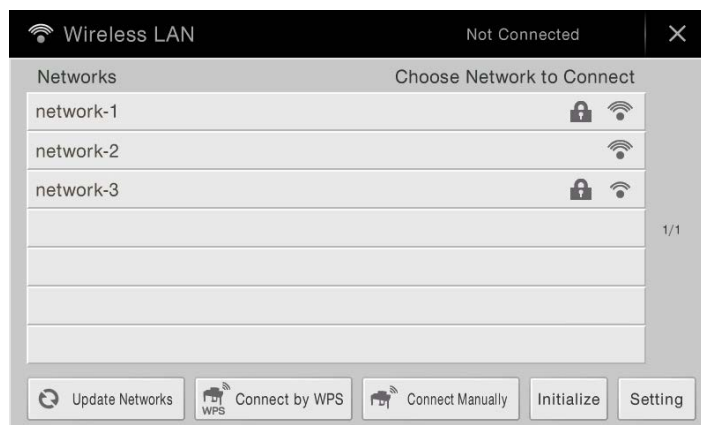 Wireless LAN Not Connected
Networks Choose Network to Connect
network-1
network-2
network-3
1/1
Update Networks WPS Connect by WPS Connect Manually Initialize Setting